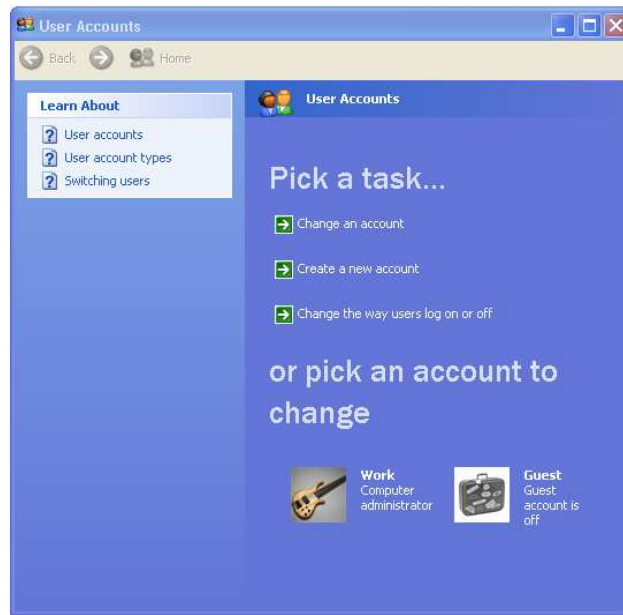 User Accounts
Back
Home
Learn About
User accounts
User account types
Switching users
User Accounts
Pick a task...
Change an account
Create a new account
Change the way users log on or off
or pick an account to
change
Work
Computer
administrator
Guest
Guest
account is
off